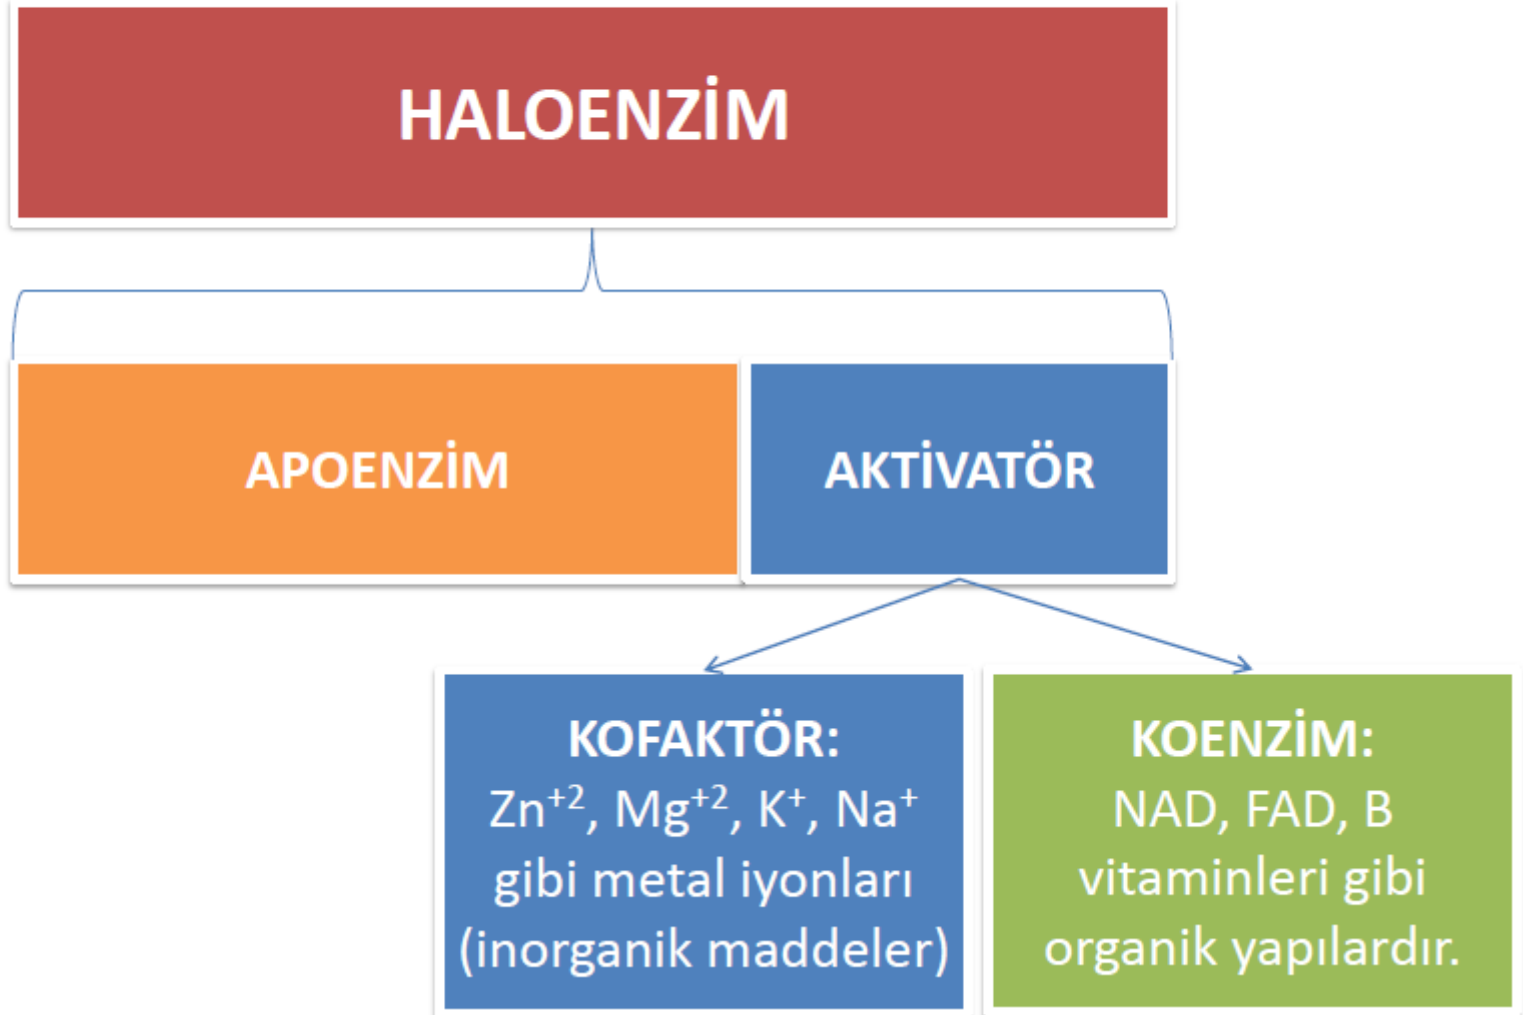 HALOENZİM
APOENZİM
AKTİVATÖR
KOFAKTÖR:
Zn⁺², Mg⁺², K⁺, Na⁺
gibi metal iyonları
(inorganik maddeler)
KOENZİM:
NAD, FAD, B
vitaminleri gibi
organik yapılardır.